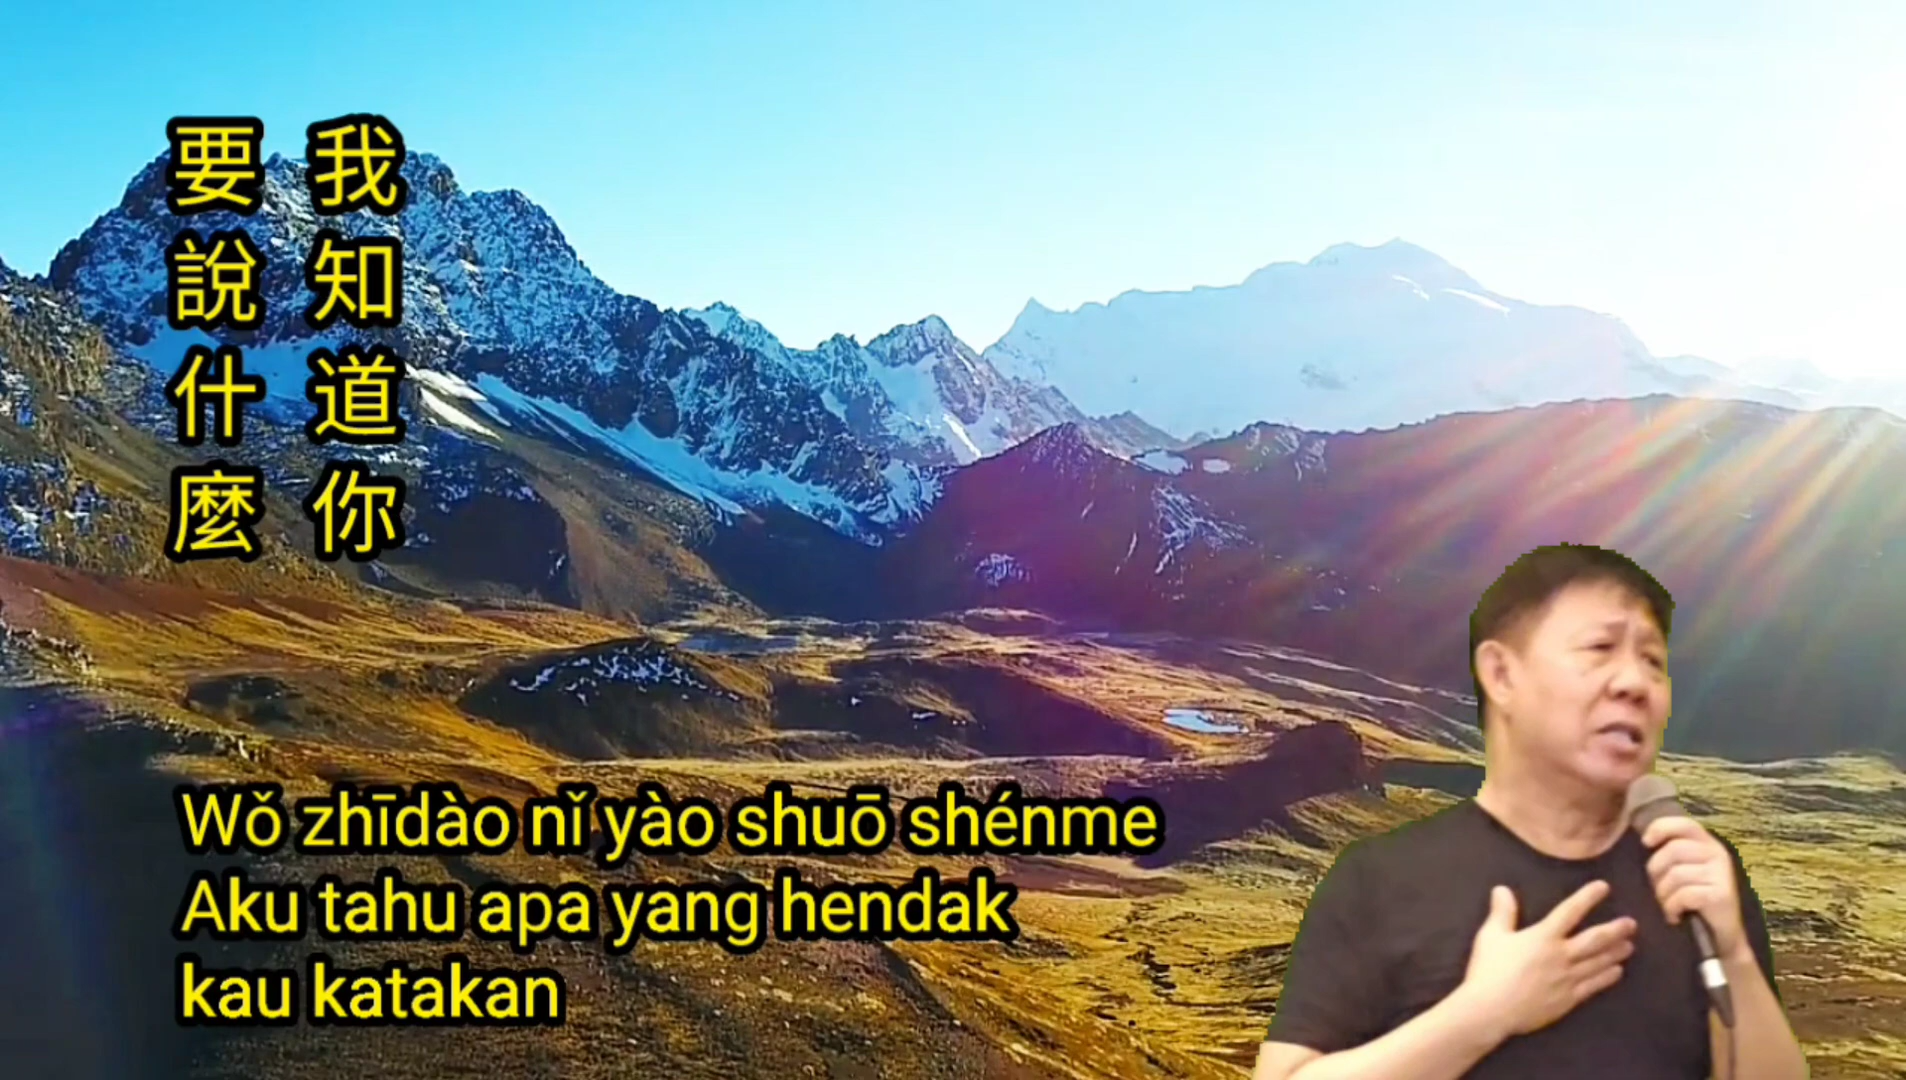 我知道你
要說什麼
Wǒ zhīdào nǐ yào shuō shénme
Aku tahu apa yang hendak
kau katakan